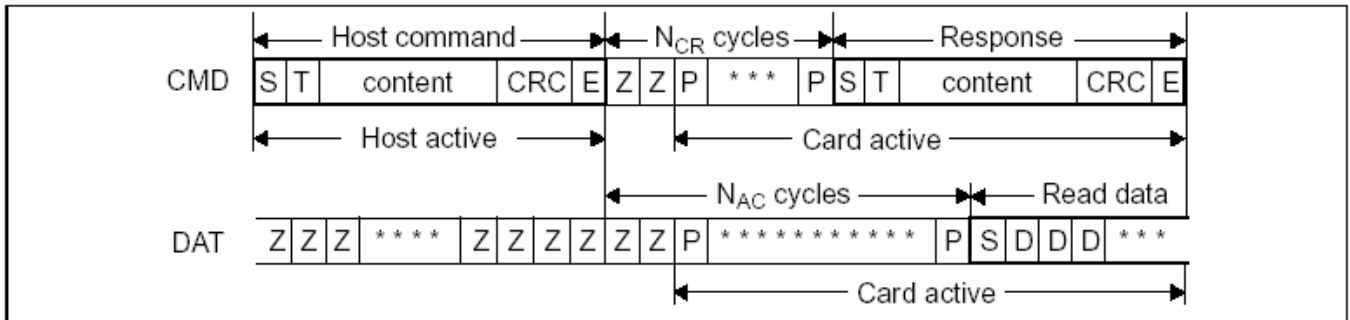 Host command N_CR cycles Response
CMD S T content CRC E Z Z P * * * P S T content CRC E
Host active Card active
N_AC cycles Read data
DAT Z Z Z * * * * Z Z Z Z Z Z P * * * * * * * * * * * P S D D D * * *
Card active